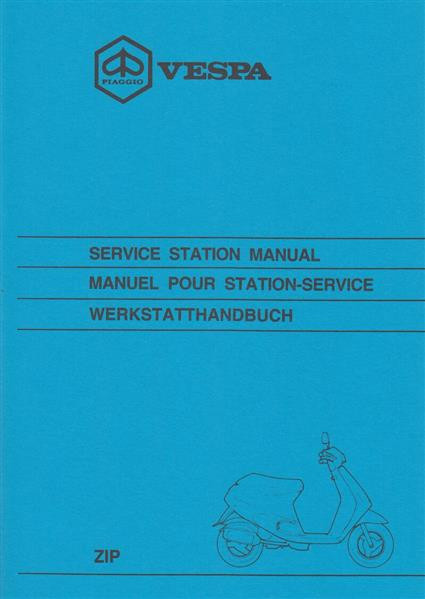 PIAGGIO
VESPA
SERVICE STATION MANUAL
MANUEL POUR STATION-SERVICE
WERKSTATTHANDBUCH
ZIP